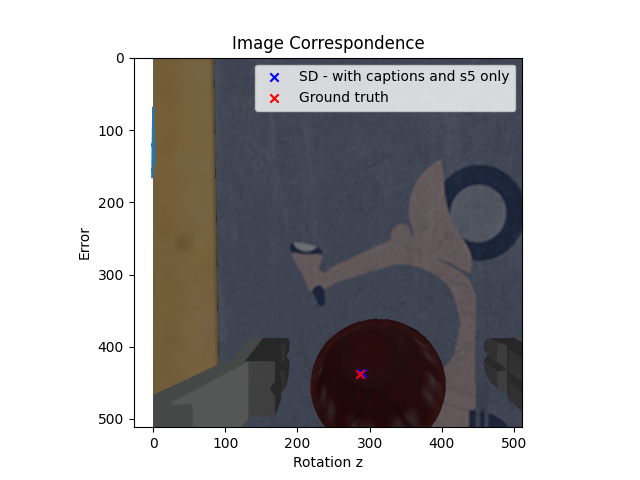 Image Correspondence
SD - with captions and s5 only
Ground truth
0
100
200
300
400
500
Error
0
100
200
300
400
500
Rotation z